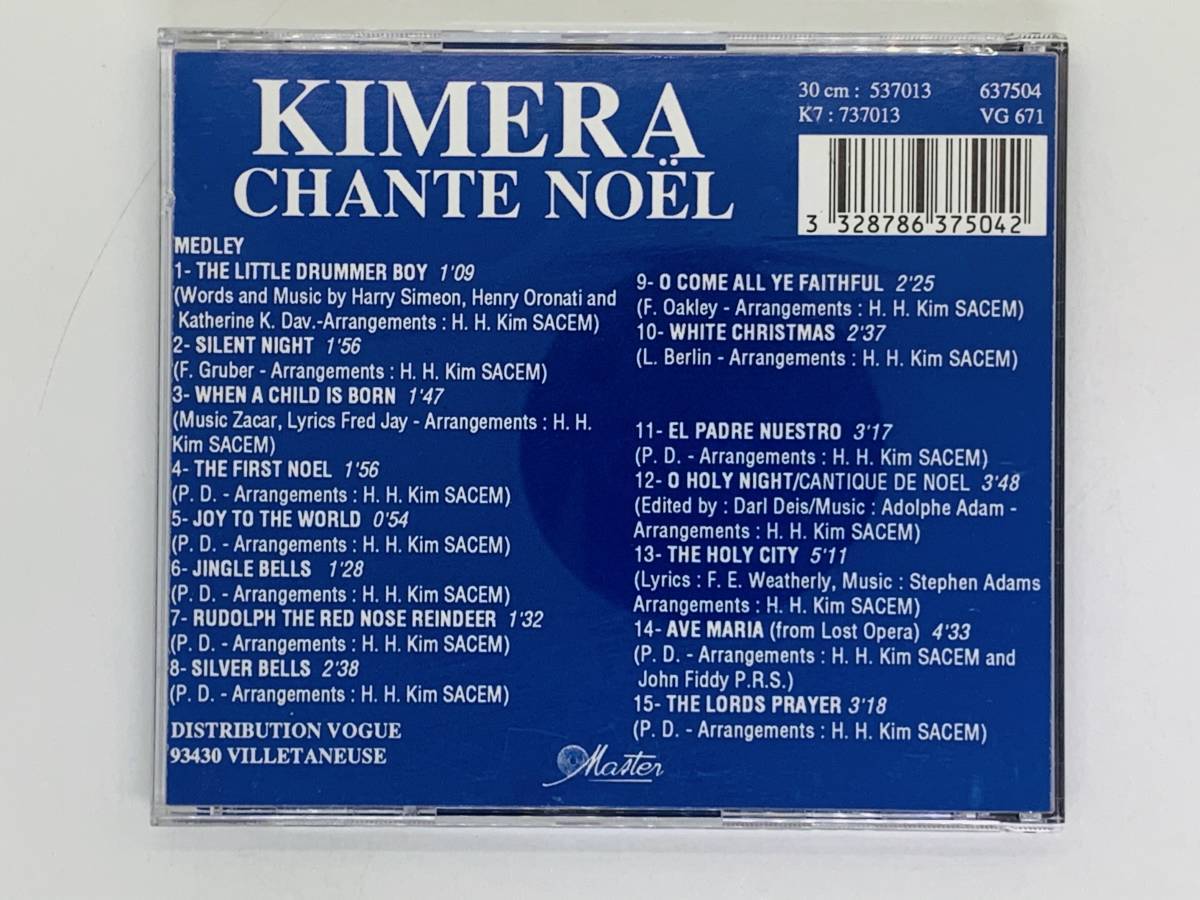 KIMERA
CHANTE NOËL
30 cm : 537013 637504
K7 : 737013 VG 671
3 328786 375042
MEDLEY
1- THE LITTLE DRUMMER BOY 1'09
(Words and Music by Harry Simeon, Henry Oronati and
Katherine K. Dav.-Arrangements : H. H. Kim SACEM)
2- SILENT NIGHT 1'56
(F. Gruber - Arrangements : H. H. Kim SACEM)
3- WHEN A CHILD IS BORN 1'47
(Music Zacar, Lyrics Fred Jay - Arrangements : H. H.
Kim SACEM)
4- THE FIRST NOEL 1'56
(P. D. - Arrangements : H. H. Kim SACEM)
5- JOY TO THE WORLD 0'54
(P. D. - Arrangements : H. H. Kim SACEM)
6- JINGLE BELLS 1'28
(P. D. - Arrangements : H. H. Kim SACEM)
7- RUDOLPH THE RED NOSE REINDEER 1'32
(P. D. - Arrangements : H. H. Kim SACEM)
8- SILVER BELLS 2'38
(P. D. - Arrangements : H. H. Kim SACEM)
DISTRIBUTION VOGUE
93430 VILLETANEUSE
9- O COME ALL YE FAITHFUL 2'25
(F. Oakley - Arrangements : H. H. Kim SACEM)
10- WHITE CHRISTMAS 2'37
(L. Berlin - Arrangements : H. H. Kim SACEM)
11- EL PADRE NUESTRO 3'17
(P. D. - Arrangements : H. H. Kim SACEM)
12- O HOLY NIGHT/CANTIQUE DE NOEL 3'48
(Edited by : Darl Deis/Music : Adolphe Adam -
Arrangements : H. H. Kim SACEM)
13- THE HOLY CITY 5'11
(Lyrics : F. E. Weatherly, Music : Stephen Adams
Arrangements : H. H. Kim SACEM)
14- AVE MARIA (from Lost Opera) 4'33
(P. D. - Arrangements : H. H. Kim SACEM and
John Fiddy P.R.S.)
15- THE LORDS PRAYER 3'18
(P. D. - Arrangements : H. H. Kim SACEM)
Master